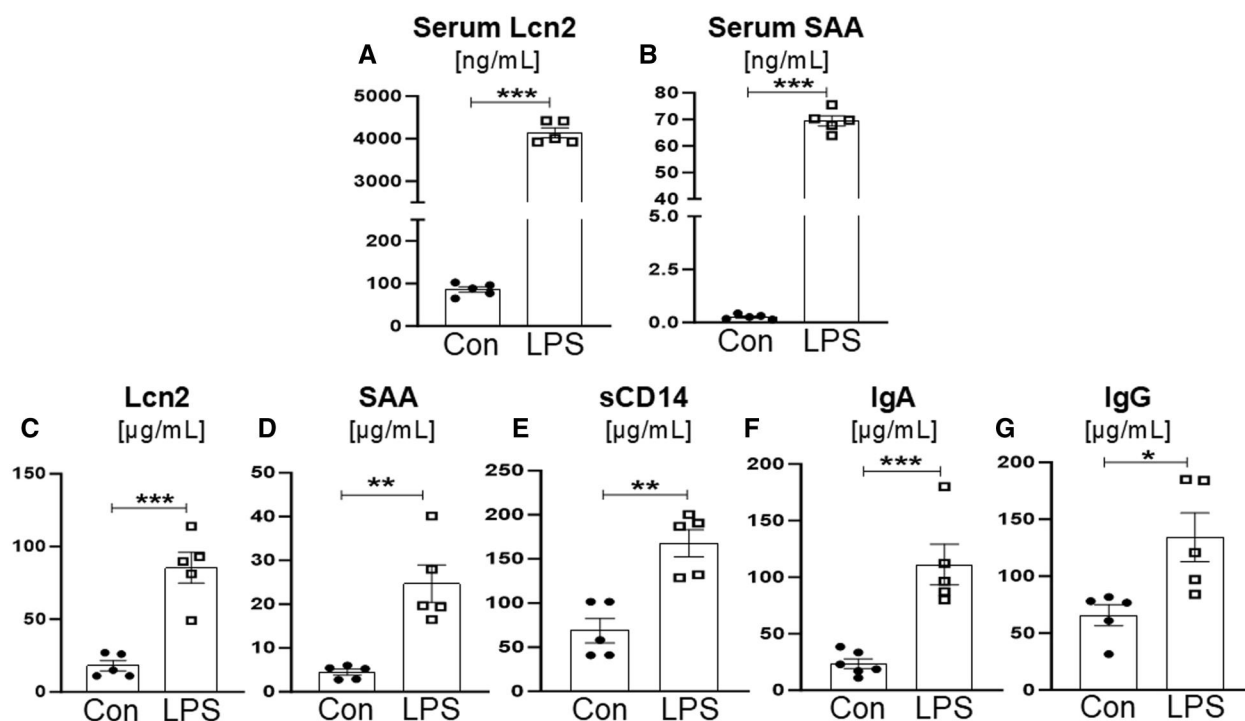 Serum Lcn2
A
[ng/mL]
***
5000
4000
3000
200
100
0
Con LPS
Serum SAA
B
[ng/mL]
***
80
70
60
50
40
5.0
2.5
0.0
Con LPS
Lcn2
C
[µg/mL]
***
150
100
50
0
Con LPS
SAA
D
[µg/mL]
**
50
40
30
20
10
0
Con LPS
sCD14
E
[µg/mL]
**
250
200
150
100
50
0
Con LPS
IgA
F
[µg/mL]
***
200
150
100
50
0
Con LPS
IgG
G
[µg/mL]
*
200
150
100
50
0
Con LPS